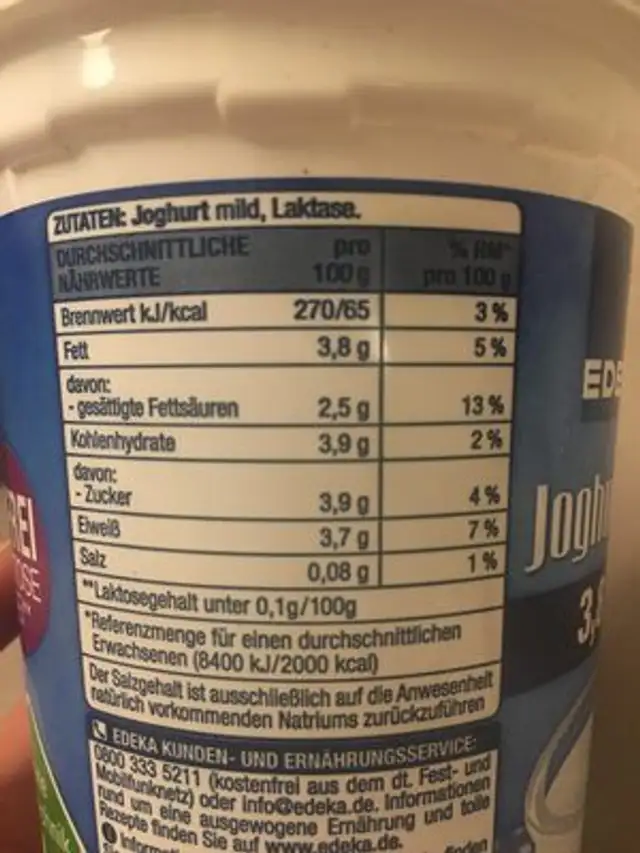 ZUTATEN: Joghurt mild, Laktase.
DURCHSCHNITTLICHE NÄHRWERTE pro 100 g % RM* pro 100 g
Brennwert kJ/kcal 270/65 3 %
Fett 3,8 g 5 %
davon:
- gesättigte Fettsäuren 2,5 g 13 %
Kohlenhydrate 3,9 g 2 %
davon:
- Zucker 3,9 g 4 %
Eiweiß 3,7 g 7 %
Salz 0,08 g 1 %
**Laktosegehalt unter 0,1g/100g
*Referenzmenge für einen durchschnittlichen
Erwachsenen (8400 kJ/2000 kcal)
Der Salzgehalt ist ausschließlich auf die Anwesenheit
natürlich vorkommenden Natriums zurückzuführen
EDEKA KUNDEN- UND ERNÄHRUNGSSERVICE:
0800 333 5211 (kostenfrei aus dem dt. Fest- und
Mobilfunknetz) oder info@edeka.de. Informationen
rund um eine ausgewogene Ernährung und tolle
Rezepte finden Sie auf www.edeka.de.